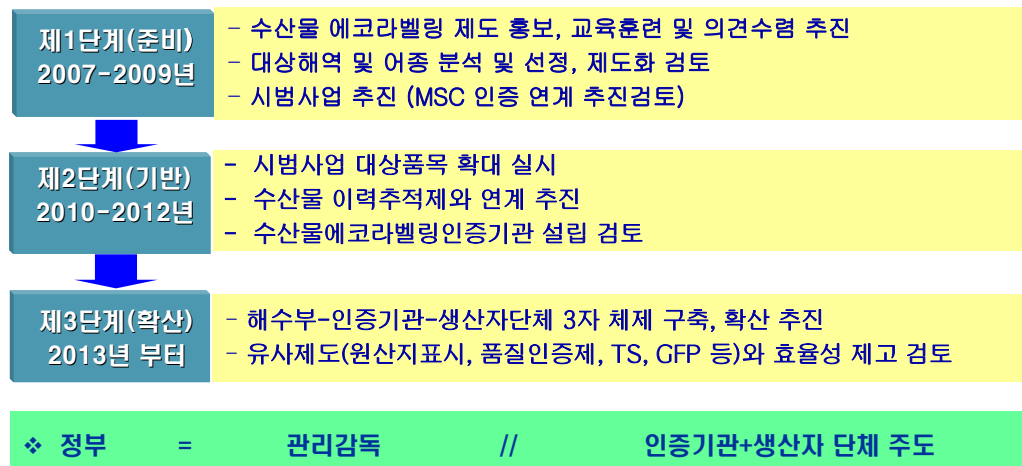 제1단계(준비)
2007-2009년
- 수산물 에코라벨링 제도 홍보, 교육훈련 및 의견수렴 추진
- 대상해역 및 어종 분석 및 선정, 제도화 검토
- 시범사업 추진 (MSC 인증 연계 추진검토)
제2단계(기반)
2010-2012년
- 시범사업 대상품목 확대 실시
- 수산물 이력추적제와 연계 추진
- 수산물에코라벨링인증기관 설립 검토
제3단계(확산)
2013년 부터
- 해수부-인증기관-생산자단체 3자 체제 구축, 확산 추진
- 유사제도(원산지표시, 품질인증제, TS, GFP 등)와 효율성 제고 검토
❖ 정부 = 관리감독 // 인증기관+생산자 단체 주도